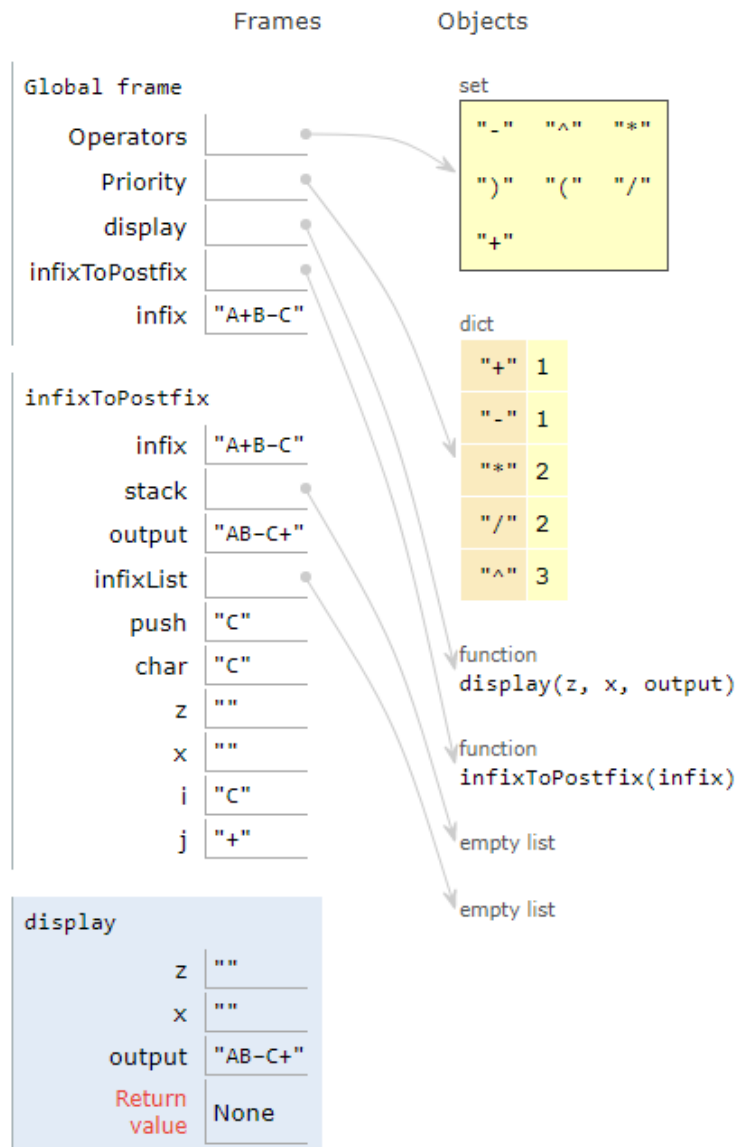 Frames Objects
Global frame
Operators
Priority
display
infixToPostfix
infix "A+B−C"
set
"-" "^" "*"
")" "(" "/"
"+"
dict
"+" 1
"-" 1
"*" 2
"/" 2
"^" 3
infixToPostfix
infix "A+B−C"
stack
output "AB−C+"
infixList
push "C"
char "C"
z ""
x ""
i "C"
j "+"
function
display(z, x, output)
function
infixToPostfix(infix)
empty list
empty list
display
z ""
x ""
output "AB−C+"
Return
value None